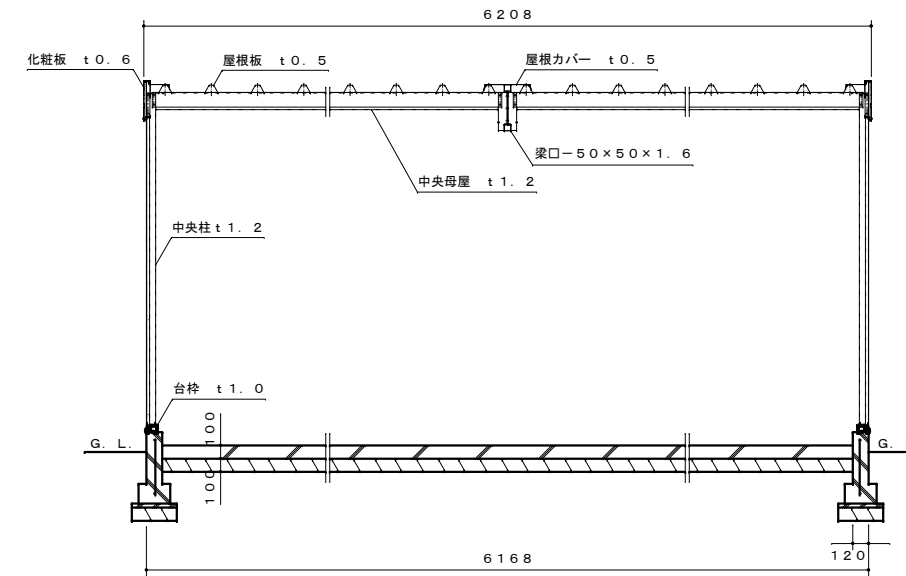 6208
化粧板 t0.6
屋根板 t0.5
屋根カバー t0.5
梁口-50×50×1.6
中央母屋 t1.2
中央柱t1.2
台枠 t1.0
100
G.L.
G.
100
120
6168